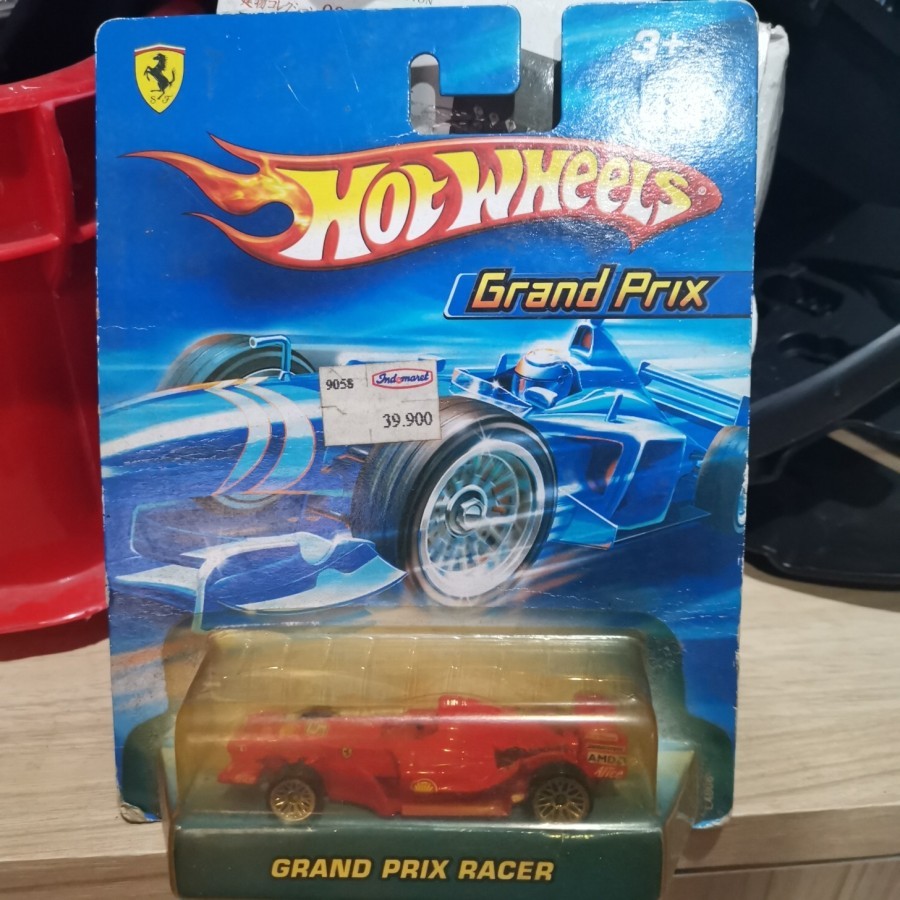 3+
S F
HOT WHEELS
Grand Prix
9058 Indomaret
39.900
AMD
GRAND PRIX RACER